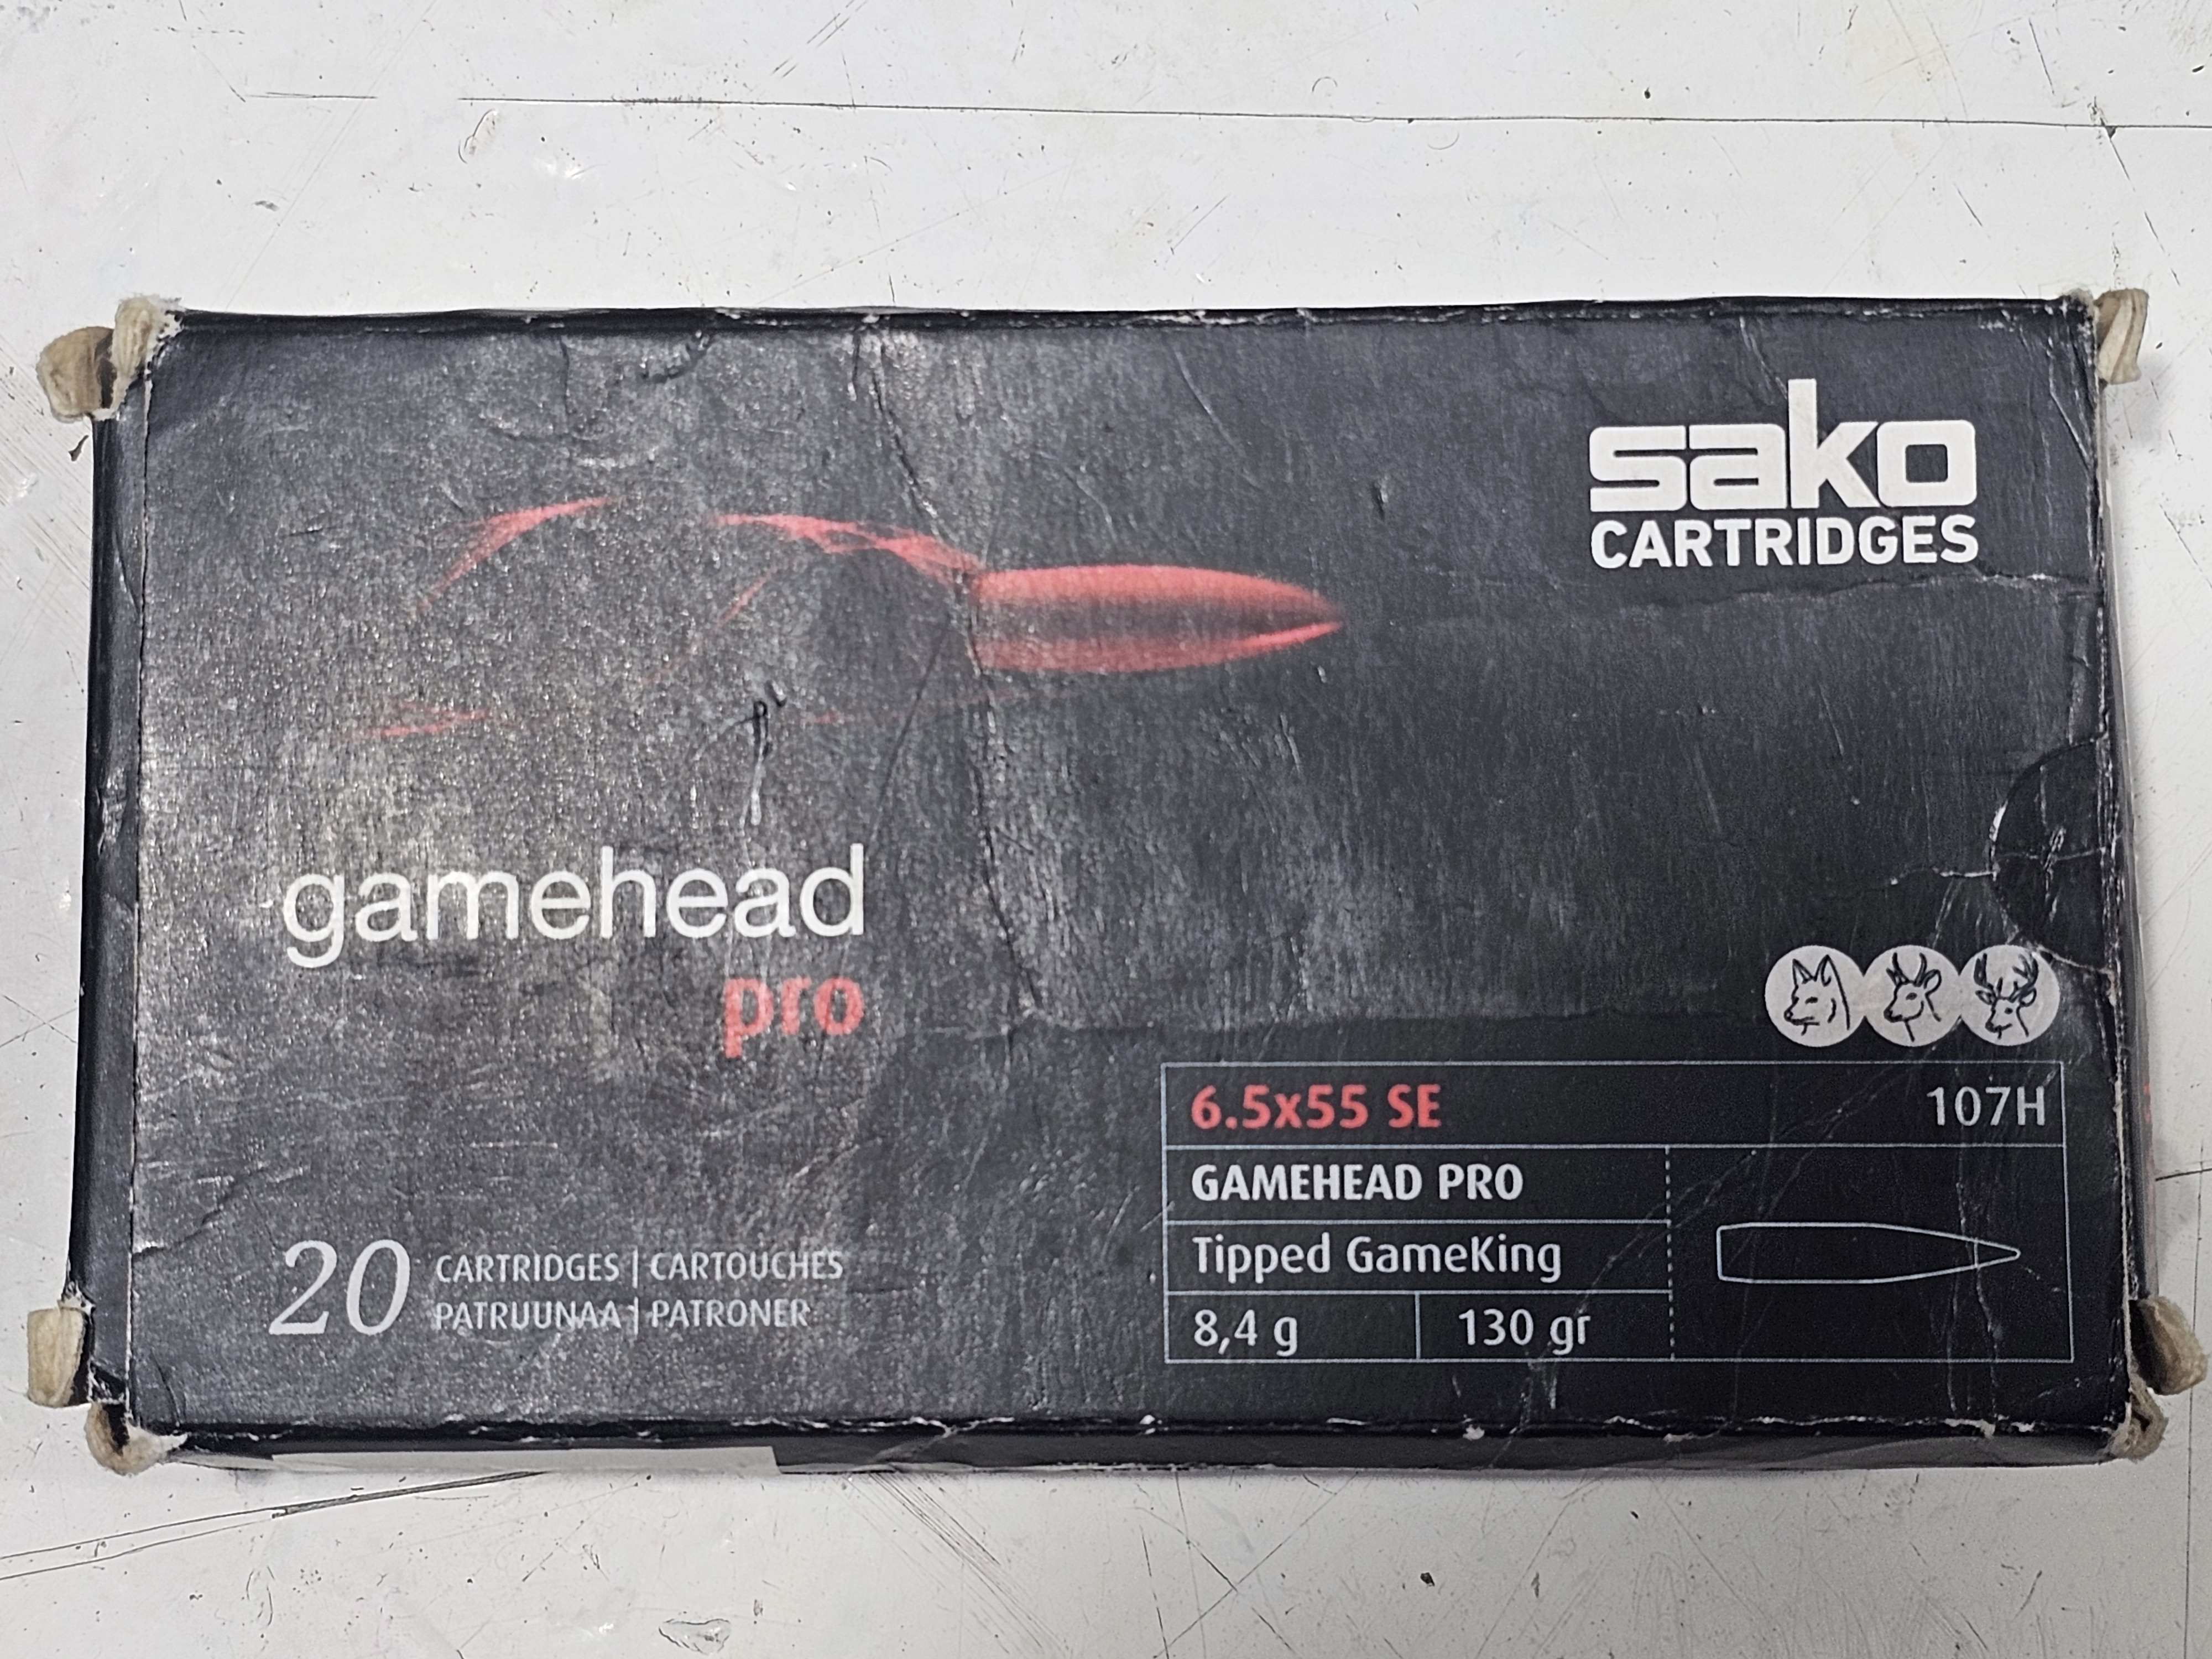 sako
CARTRIDGES
gamehead
pro
6.5x55 SE 107H
GAMEHEAD PRO
Tipped GameKing
8,4 g 130 gr
20 CARTRIDGES | CARTOUCHES
PATRUUNAA | PATRONER